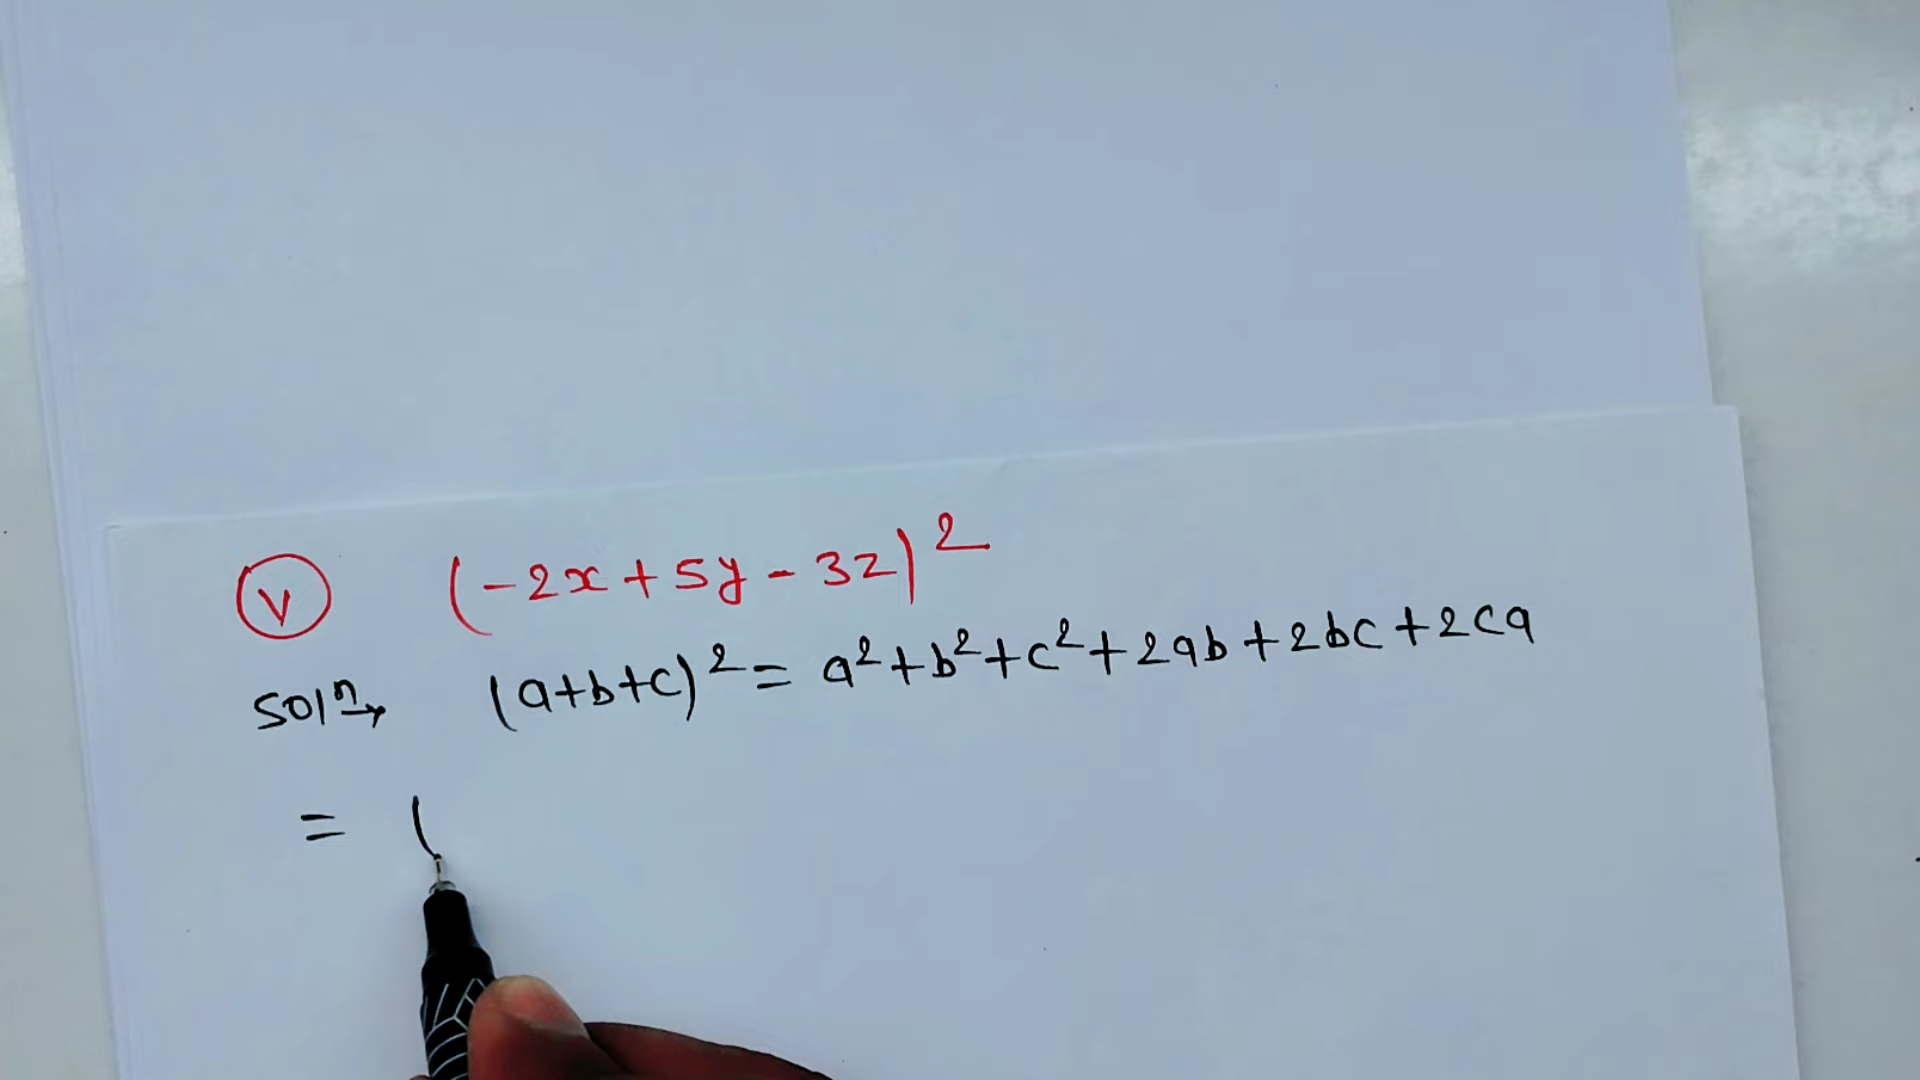 (v) (-2x+5y-3z)²
Solⁿ→ (a+b+c)²= a²+b²+c²+2ab+2bc+2ca
= (